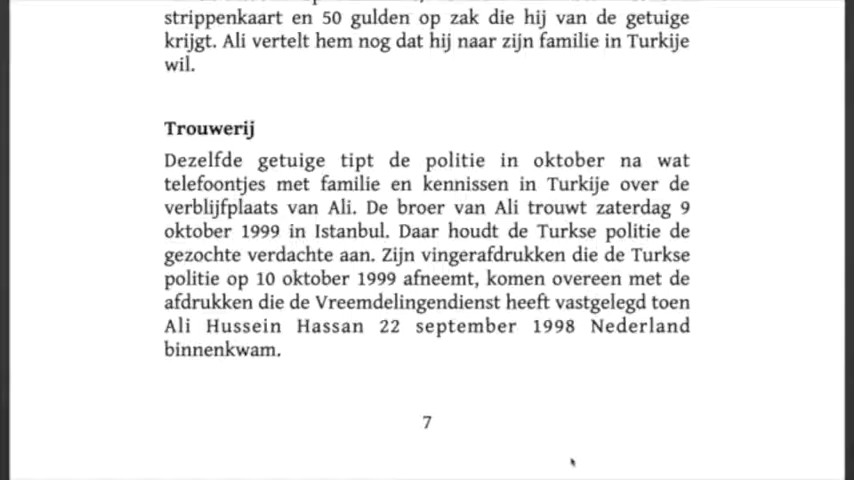 strippenkaart en 50 gulden op zak die hij van de getuige
krijgt. Ali vertelt hem nog dat hij naar zijn familie in Turkije
wil.
Trouwerij
Dezelfde getuige tipt de politie in oktober na wat
telefoontjes met familie en kennissen in Turkije over de
verblijfplaats van Ali. De broer van Ali trouwt zaterdag 9
oktober 1999 in Istanbul. Daar houdt de Turkse politie de
gezochte verdachte aan. Zijn vingerafdrukken die de Turkse
politie op 10 oktober 1999 afneemt, komen overeen met de
afdrukken die de Vreemdelingendienst heeft vastgelegd toen
Ali Hussein Hassan 22 september 1998 Nederland
binnenkwam.
7